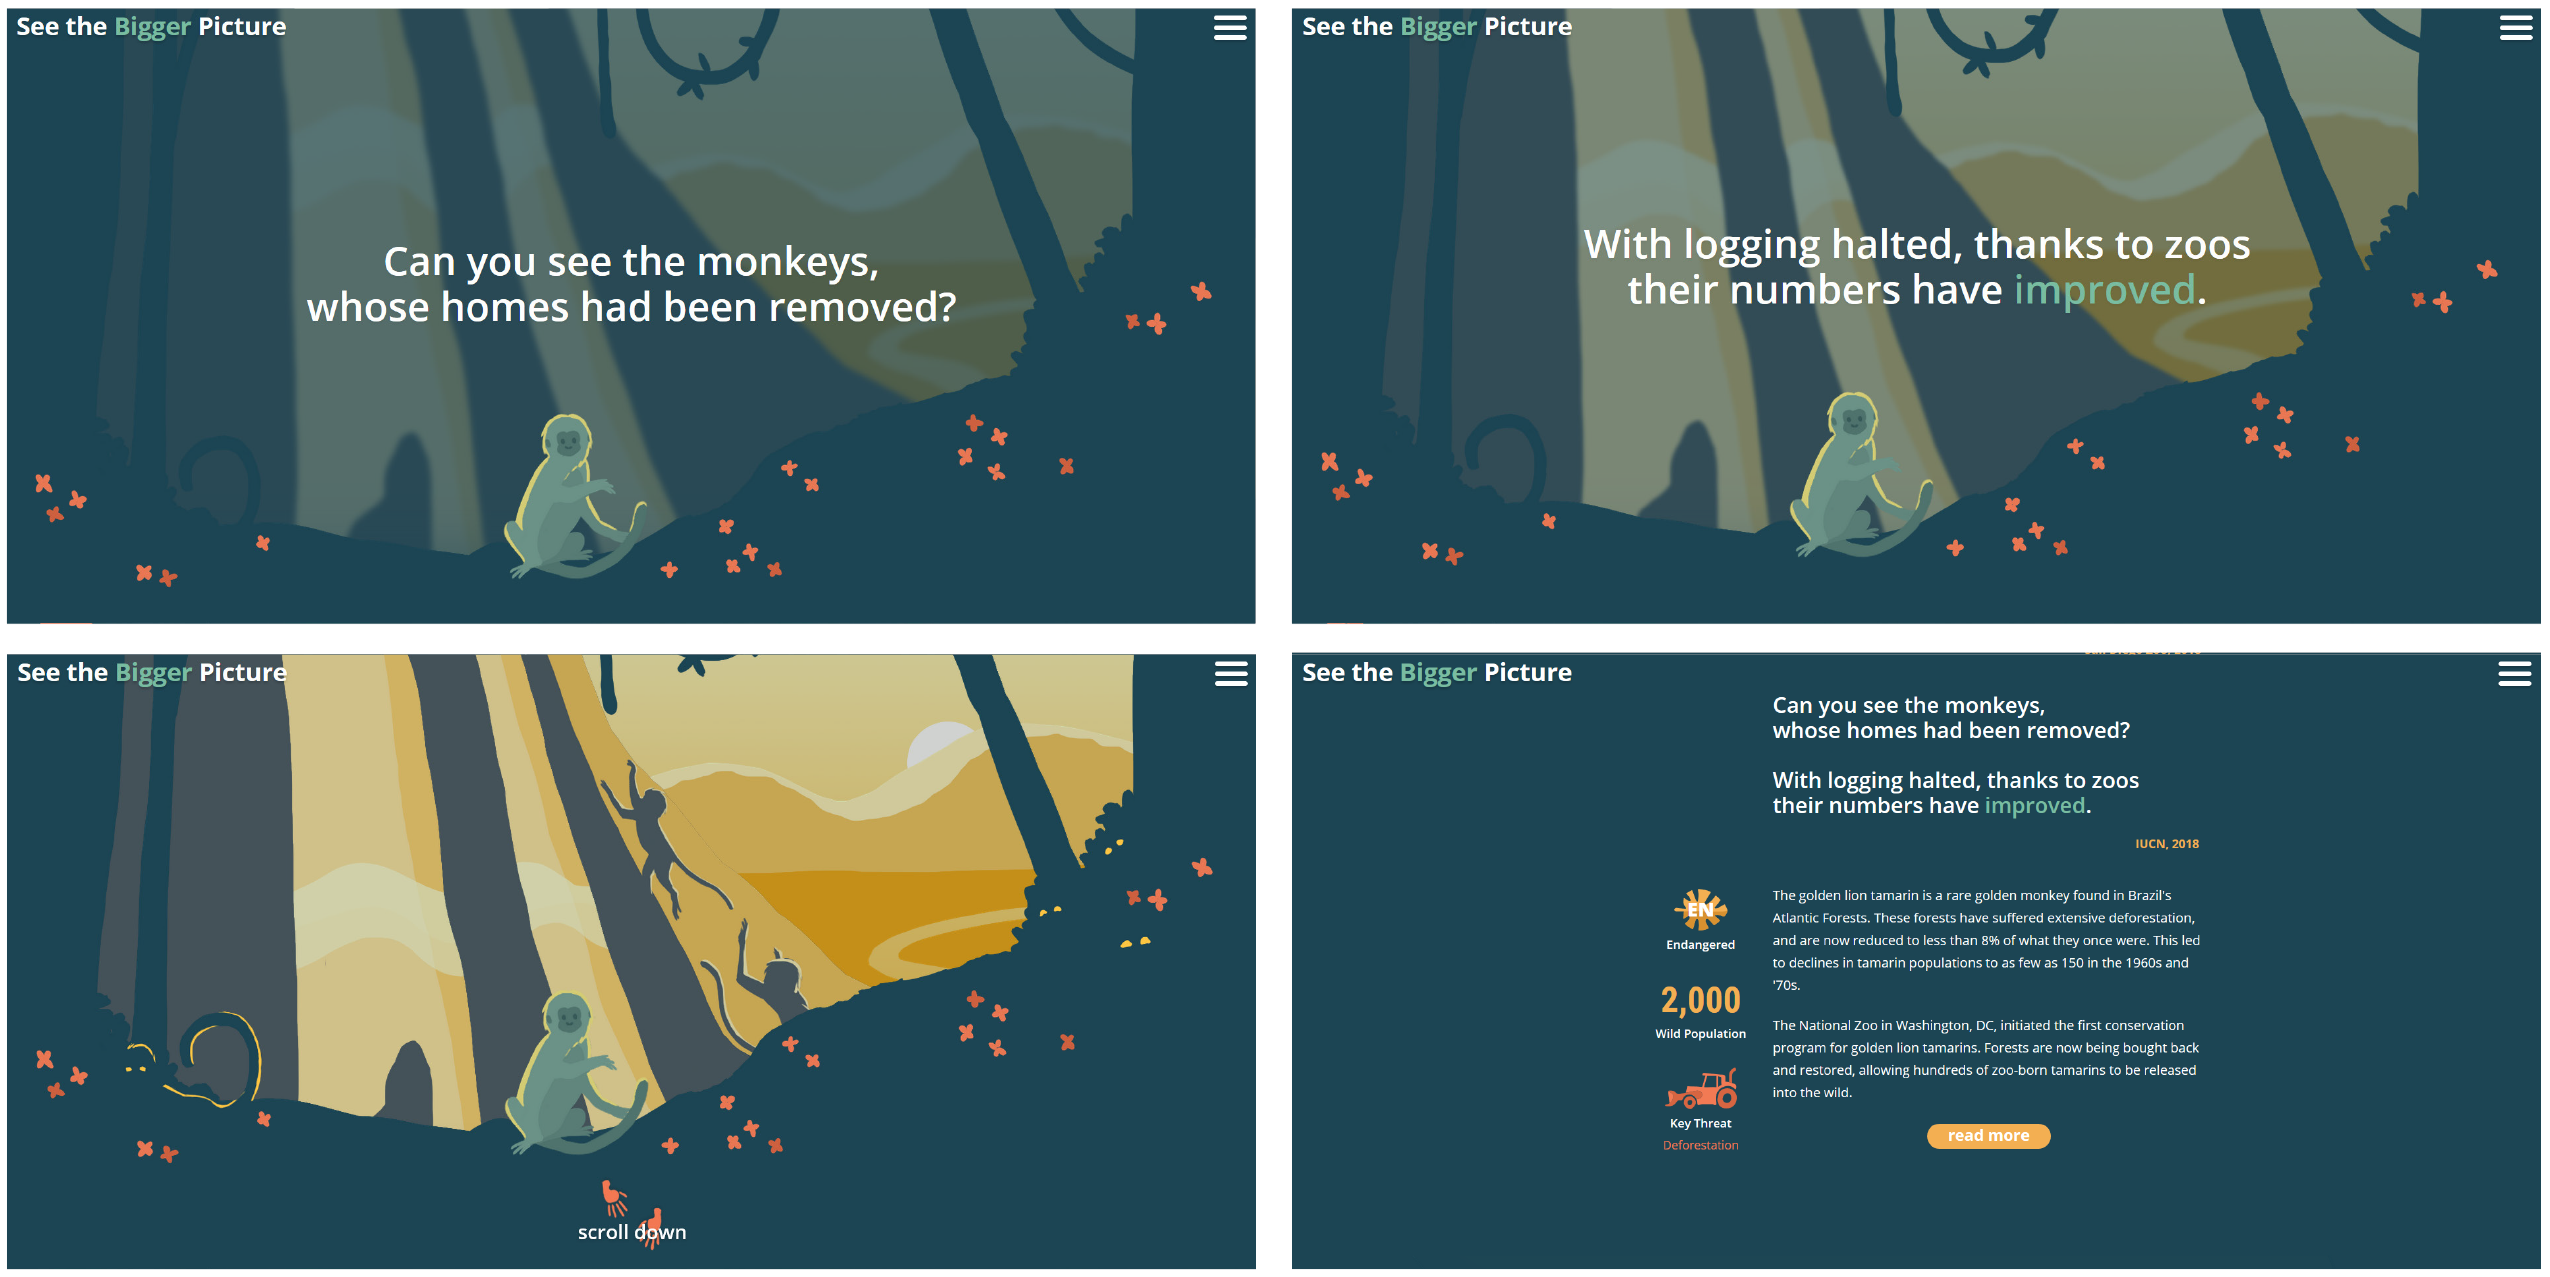 See the Bigger Picture
Can you see the monkeys,
whose homes had been removed?
See the Bigger Picture
With logging halted, thanks to zoos
their numbers have improved.
See the Bigger Picture
scroll down
See the Bigger Picture
Can you see the monkeys,
whose homes had been removed?
With logging halted, thanks to zoos
their numbers have improved.
IUCN, 2018
EN
Endangered
2,000
Wild Population
Key Threat
Deforestation
The golden lion tamarin is a rare golden monkey found in Brazil's
Atlantic Forests. These forests have suffered extensive deforestation,
and are now reduced to less than 8% of what they once were. This led
to declines in tamarin populations to as few as 150 in the 1960s and
'70s.
The National Zoo in Washington, DC, initiated the first conservation
program for golden lion tamarins. Forests are now being bought back
and restored, allowing hundreds of zoo-born tamarins to be released
into the wild.
read more